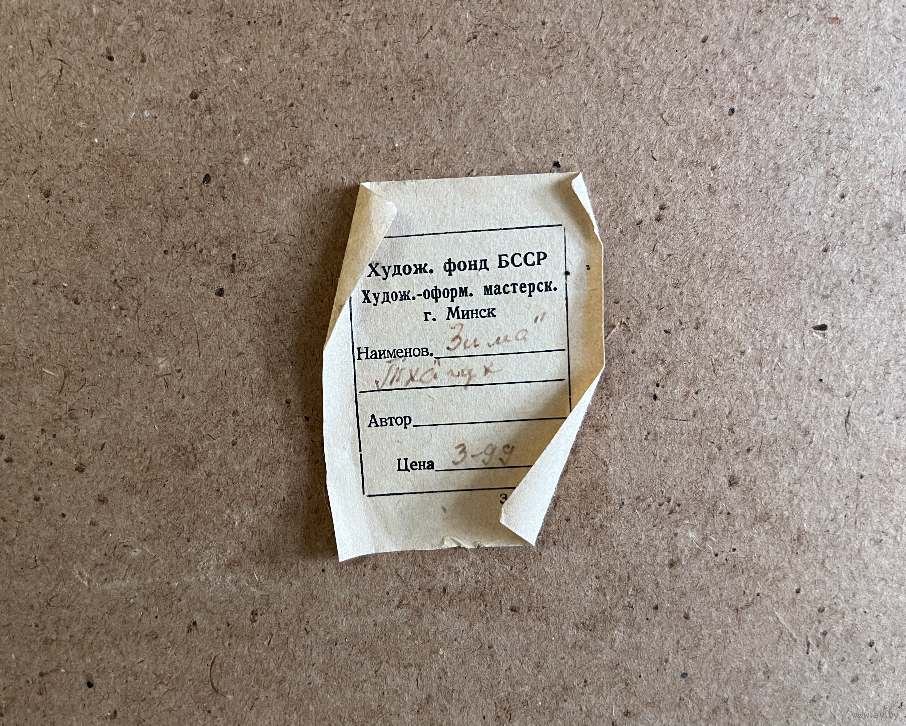 Худож. фонд БССР
Худож.-оформ. мастерск.
г. Минск
Наименов. Зима"
Автор
Цена 3-99
З